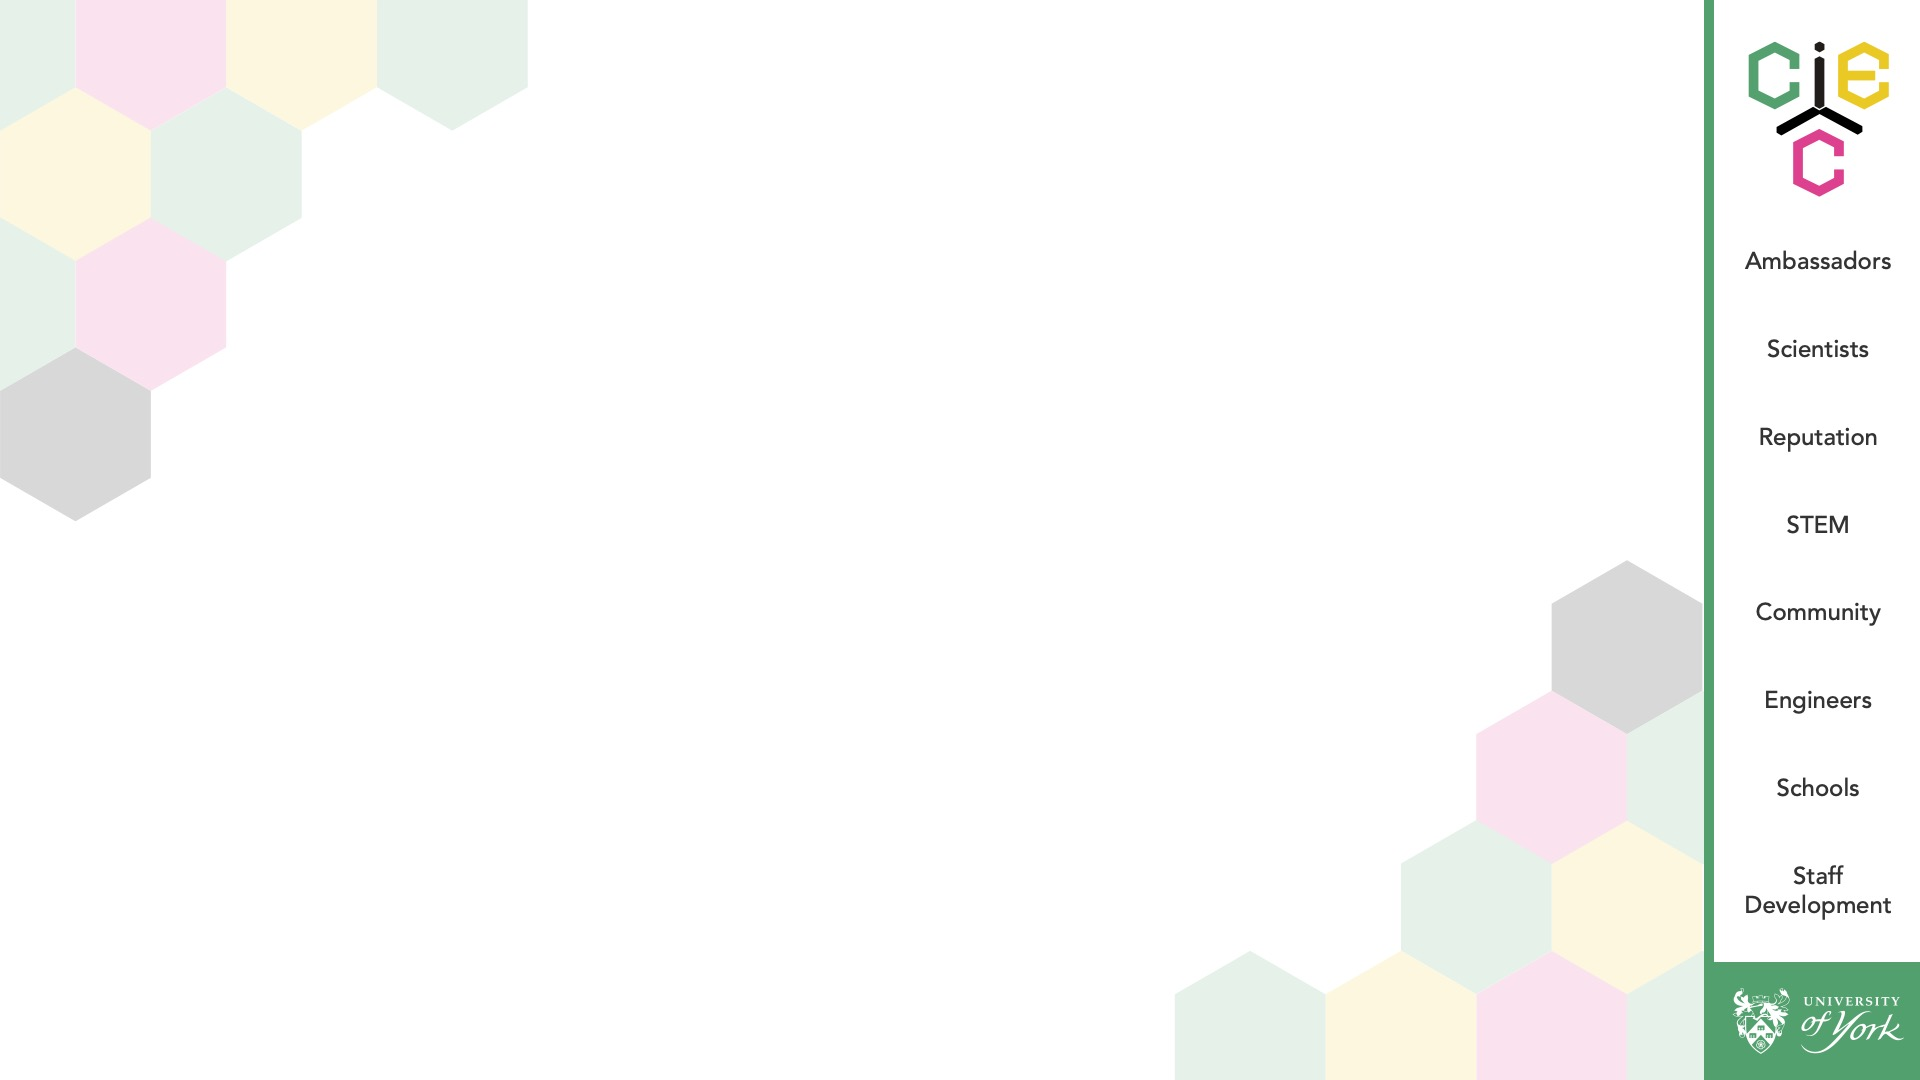 CiEC
Ambassadors
Scientists
Reputation
STEM
Community
Engineers
Schools
Staff
Development
UNIVERSITY
of York